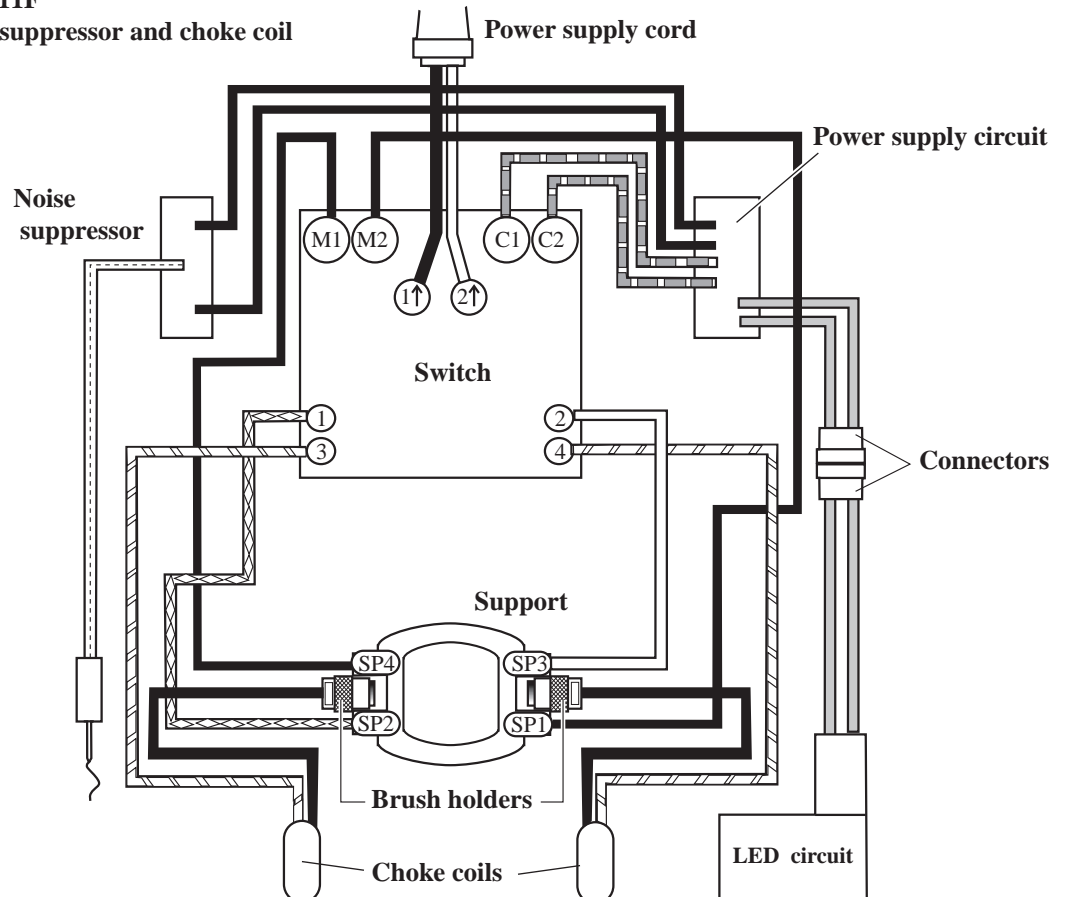 suppressor and choke coil
Power supply cord
Power supply circuit
Noise
suppressor
M1
M2
C1
C2
1↑
2↑
Switch
1
2
3
4
Connectors
Support
SP4
SP3
SP2
SP1
Brush holders
Choke coils
LED circuit